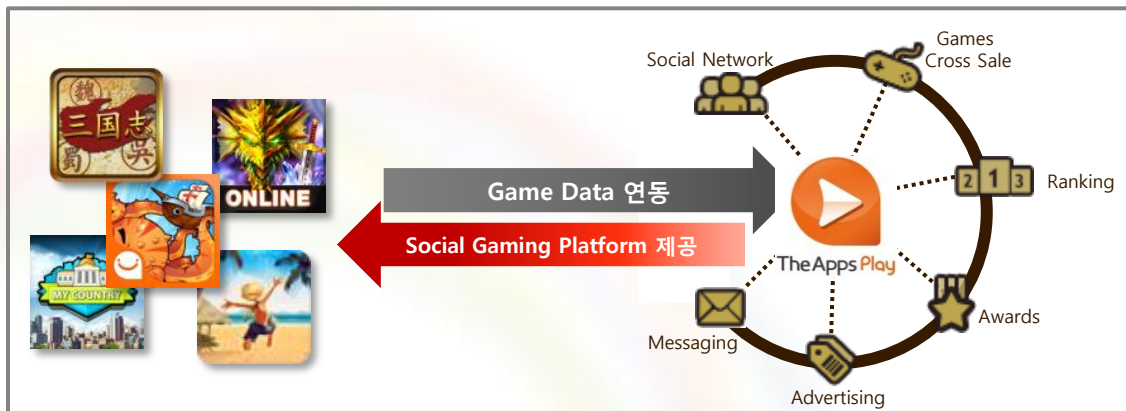 魏
三国志
蜀
吳
ONLINE
MY COUNTRY
Game Data 연동
Social Gaming Platform 제공
Social Network
Games
Cross Sale
2 1 3
Ranking
TheAppsPlay
Awards
Messaging
Advertising